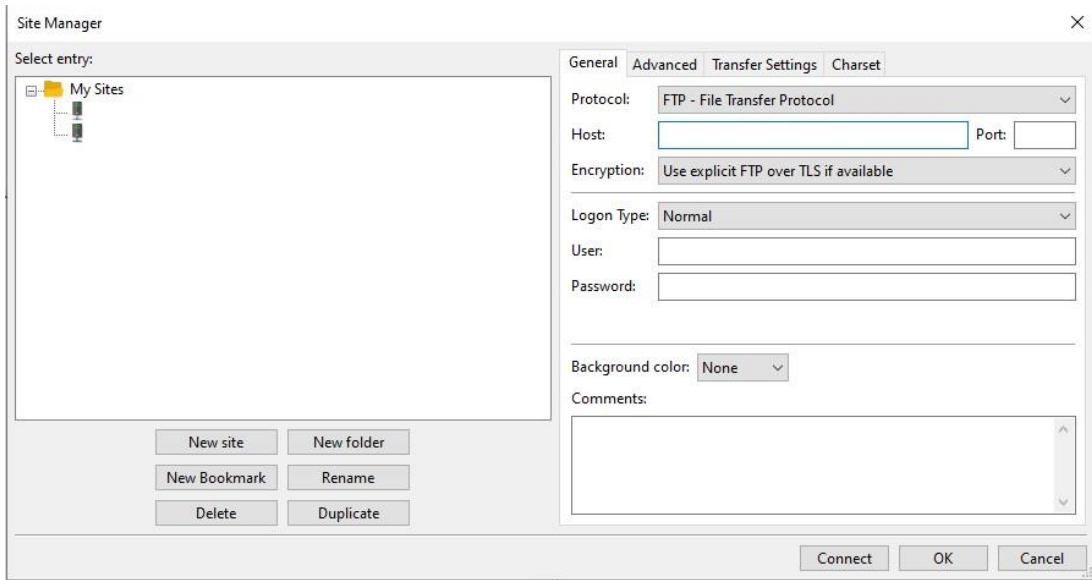 Site Manager
Select entry:
My Sites
New site
New folder
New Bookmark
Rename
Delete
Duplicate
General
Advanced
Transfer Settings
Charset
Protocol:
FTP - File Transfer Protocol
Host:
Port:
Encryption:
Use explicit FTP over TLS if available
Logon Type:
Normal
User:
Password:
Background color:
None
Comments:
Connect
OK
Cancel